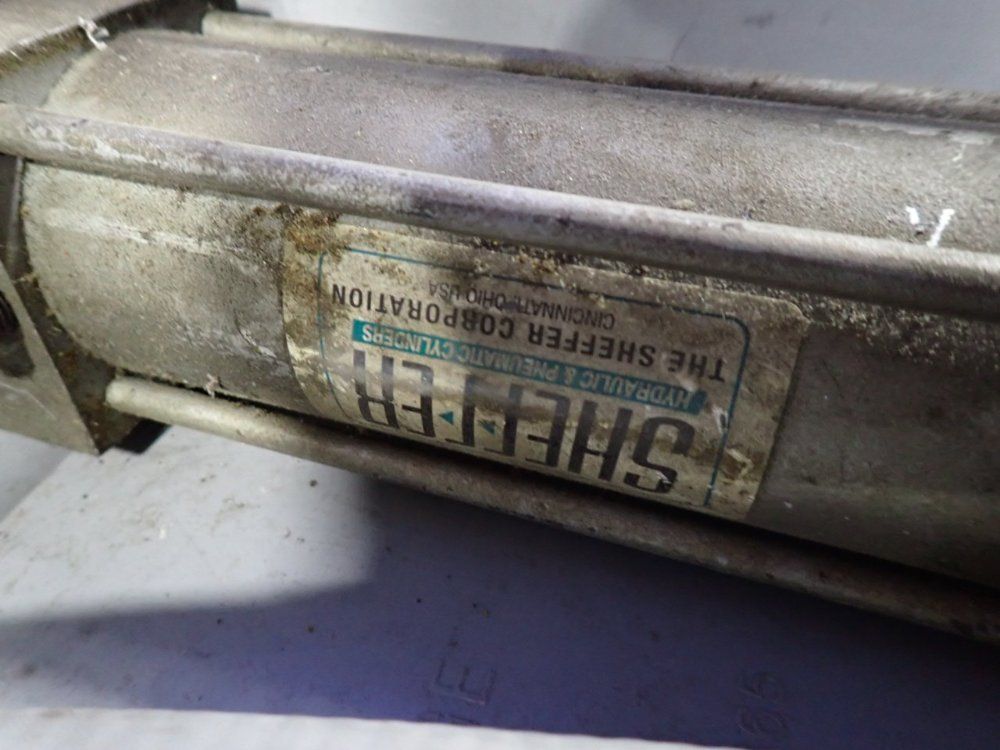 SHEFFER
HYDRAULIC & PNEUMATIC CYLINDERS
THE SHEFFER CORPORATION
CINCINNATI, OHIO USA